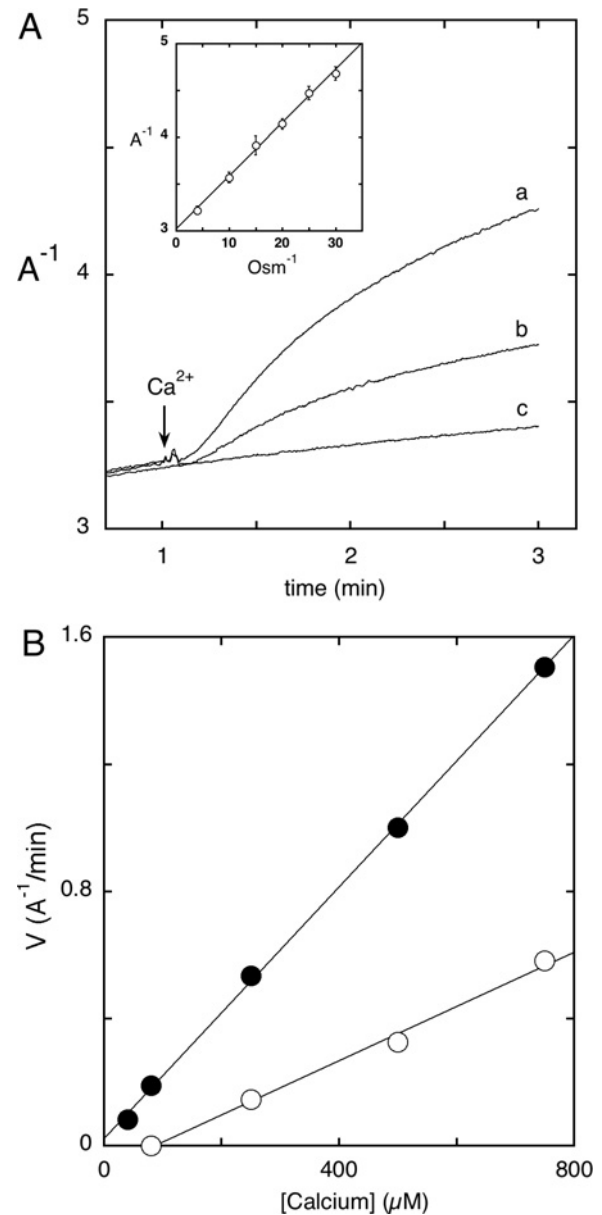 A
5
4
3
A⁻¹
5
4
3
A⁻¹
0 10 20 30
Osm⁻¹
a
b
c
Ca²⁺
1 2 3
time (min)
B
1.6
0.8
0
V (A⁻¹/min)
0 400 800
[Calcium] (μM)